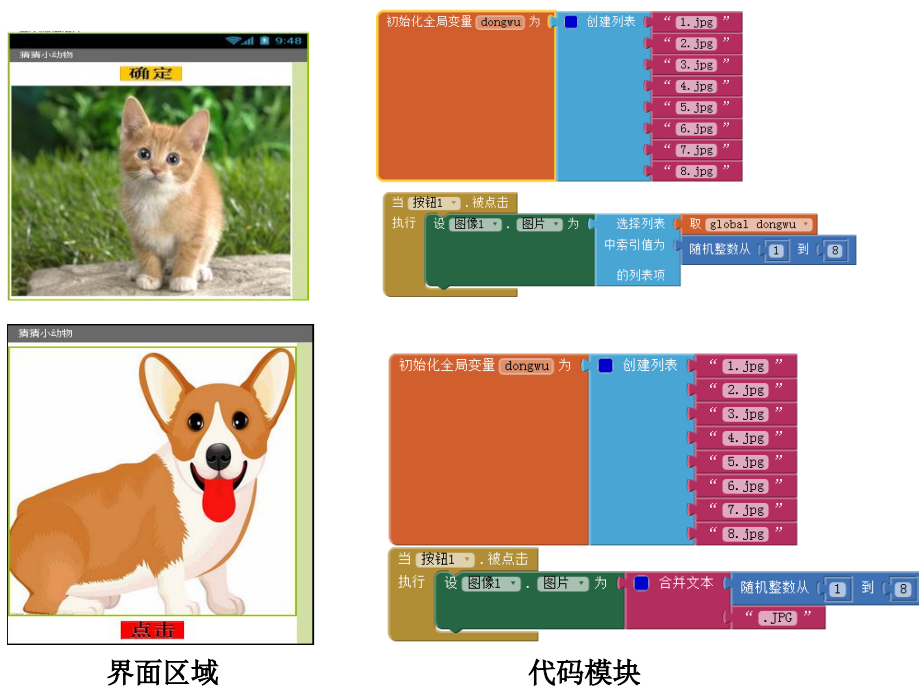 9:48
猜猜小动物
确定
初始化全局变量 dongwu 为 创建列表 “ 1.jpg ”
“ 2.jpg ”
“ 3.jpg ”
“ 4.jpg ”
“ 5.jpg ”
“ 6.jpg ”
“ 7.jpg ”
“ 8.jpg ”
当 按钮1 . 被点击
执行 设 图像1 . 图片 为 选择列表 取 global dongwu
中索引值为 随机整数从 1 到 8
的列表项
猜猜小动物
点击
初始化全局变量 dongwu 为 创建列表 “ 1.jpg ”
“ 2.jpg ”
“ 3.jpg ”
“ 4.jpg ”
“ 5.jpg ”
“ 6.jpg ”
“ 7.jpg ”
“ 8.jpg ”
当 按钮1 . 被点击
执行 设 图像1 . 图片 为 合并文本 随机整数从 1 到 8
“ .JPG ”
界面区域 代码模块